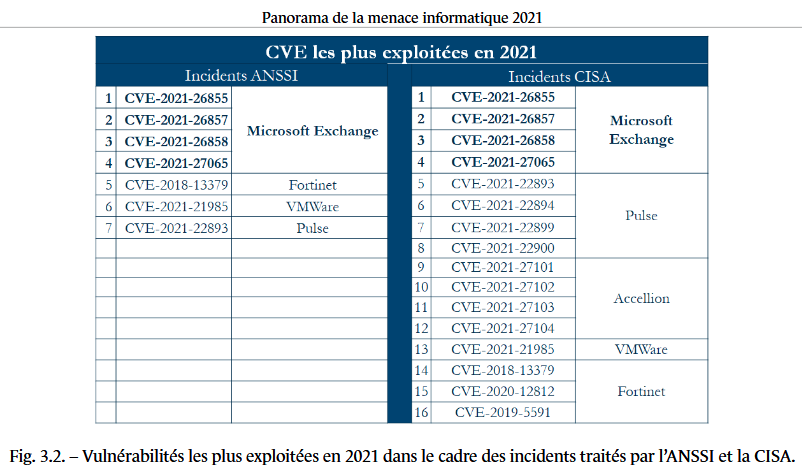 Panorama de la menace informatique 2021
CVE les plus exploitées en 2021
Incidents ANSSI
1 CVE-2021-26855
2 CVE-2021-26857
3 CVE-2021-26858
4 CVE-2021-27065
Microsoft Exchange
5 CVE-2018-13379 Fortinet
6 CVE-2021-21985 VMWare
7 CVE-2021-22893 Pulse
Incidents CISA
1 CVE-2021-26855
2 CVE-2021-26857
3 CVE-2021-26858
4 CVE-2021-27065
Microsoft
Exchange
5 CVE-2021-22893
6 CVE-2021-22894
7 CVE-2021-22899
8 CVE-2021-22900
Pulse
9 CVE-2021-27101
10 CVE-2021-27102
11 CVE-2021-27103
12 CVE-2021-27104
Accellion
13 CVE-2021-21985 VMWare
14 CVE-2018-13379
15 CVE-2020-12812
16 CVE-2019-5591
Fortinet
Fig. 3.2. – Vulnérabilités les plus exploitées en 2021 dans le cadre des incidents traités par l’ANSSI et la CISA.